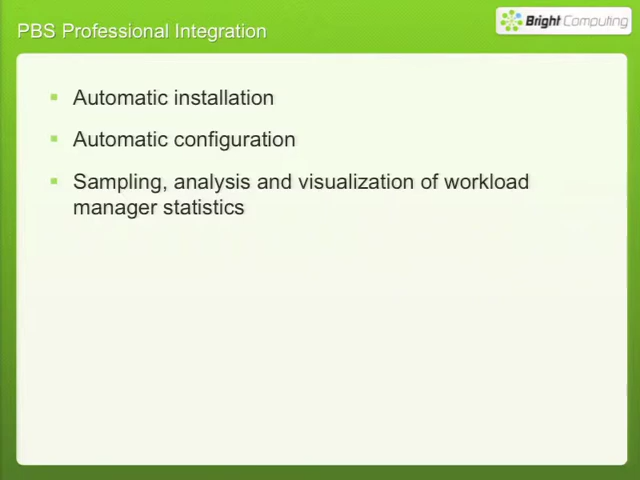 PBS Professional Integration
Bright Computing
Automatic installation
Automatic configuration
Sampling, analysis and visualization of workload
manager statistics